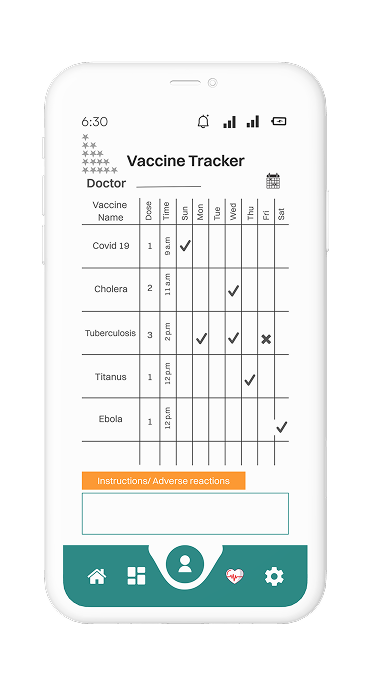 6:30
Vaccine Tracker
Doctor
Vaccine Name Dose Time Sun Mon Tue Wed Thu Fri Sat
Covid 19 1 9 a.m
Cholera 2 11 a.m
Tuberculosis 3 2 p.m
Titanus 1 12 p.m
Ebola 1 12 p.m
Instructions/ Adverse reactions